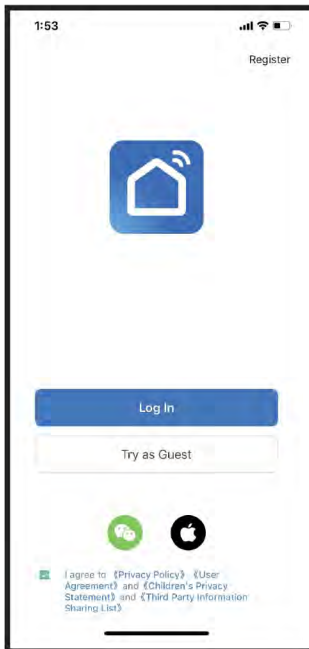 1:53
Register
Log In
Try as Guest
I agree to 《Privacy Policy》 《User
Agreement》 and 《Children's Privacy
Statement》 and 《Third Party Information
Sharing List》